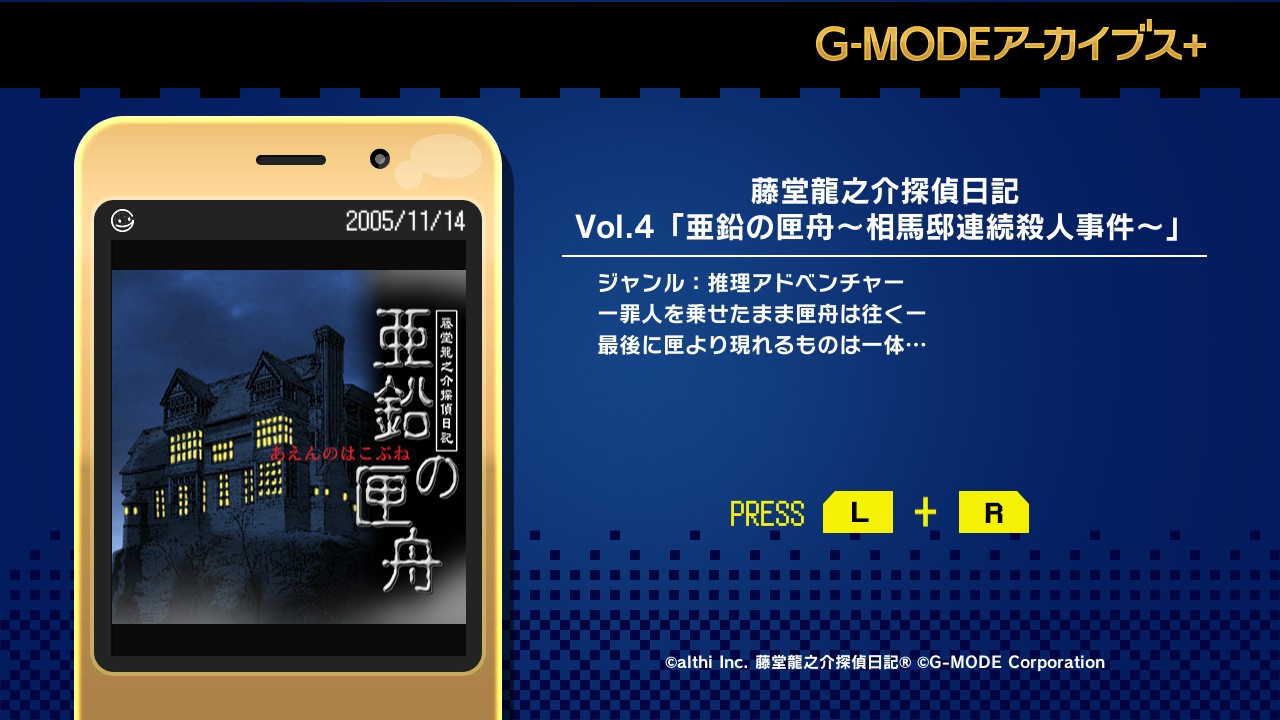 G-MODEアーカイブス+
2005/11/14
藤堂龍之介探偵日記
亜鉛の匣舟
あえんのはこぶね
藤堂龍之介探偵日記
Vol.4「亜鉛の匣舟～相馬邸連続殺人事件～」
ジャンル：推理アドベンチャー
ー罪人を乗せたまま匣舟は往くー
最後に匣より現れるものは一体…
PRESS L + R
©althi Inc. 藤堂龍之介探偵日記® ©G-MODE Corporation